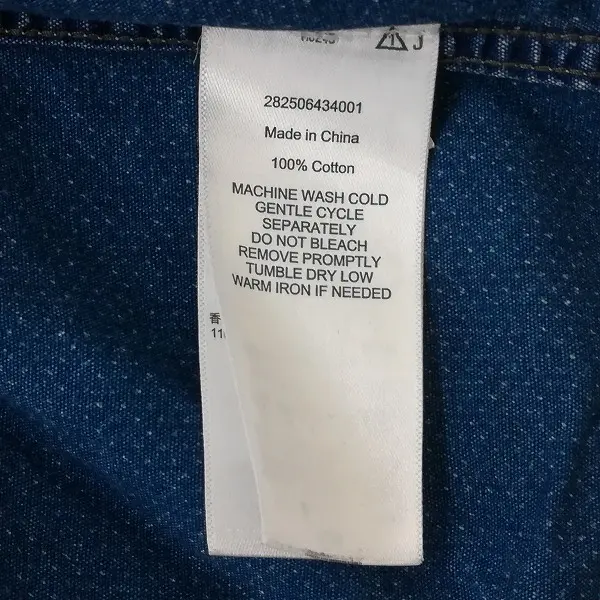 J
282506434001
Made in China
100% Cotton
MACHINE WASH COLD
GENTLE CYCLE
SEPARATELY
DO NOT BLEACH
REMOVE PROMPTLY
TUMBLE DRY LOW
WARM IRON IF NEEDED
香
11